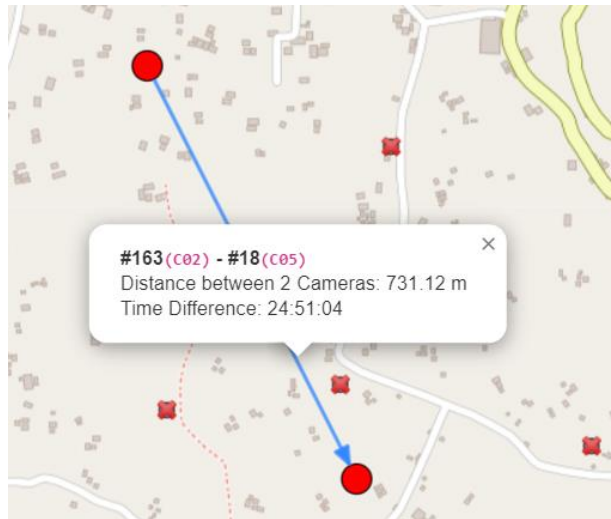 #163(C02) - #18(C05)
Distance between 2 Cameras: 731.12 m
Time Difference: 24:51:04